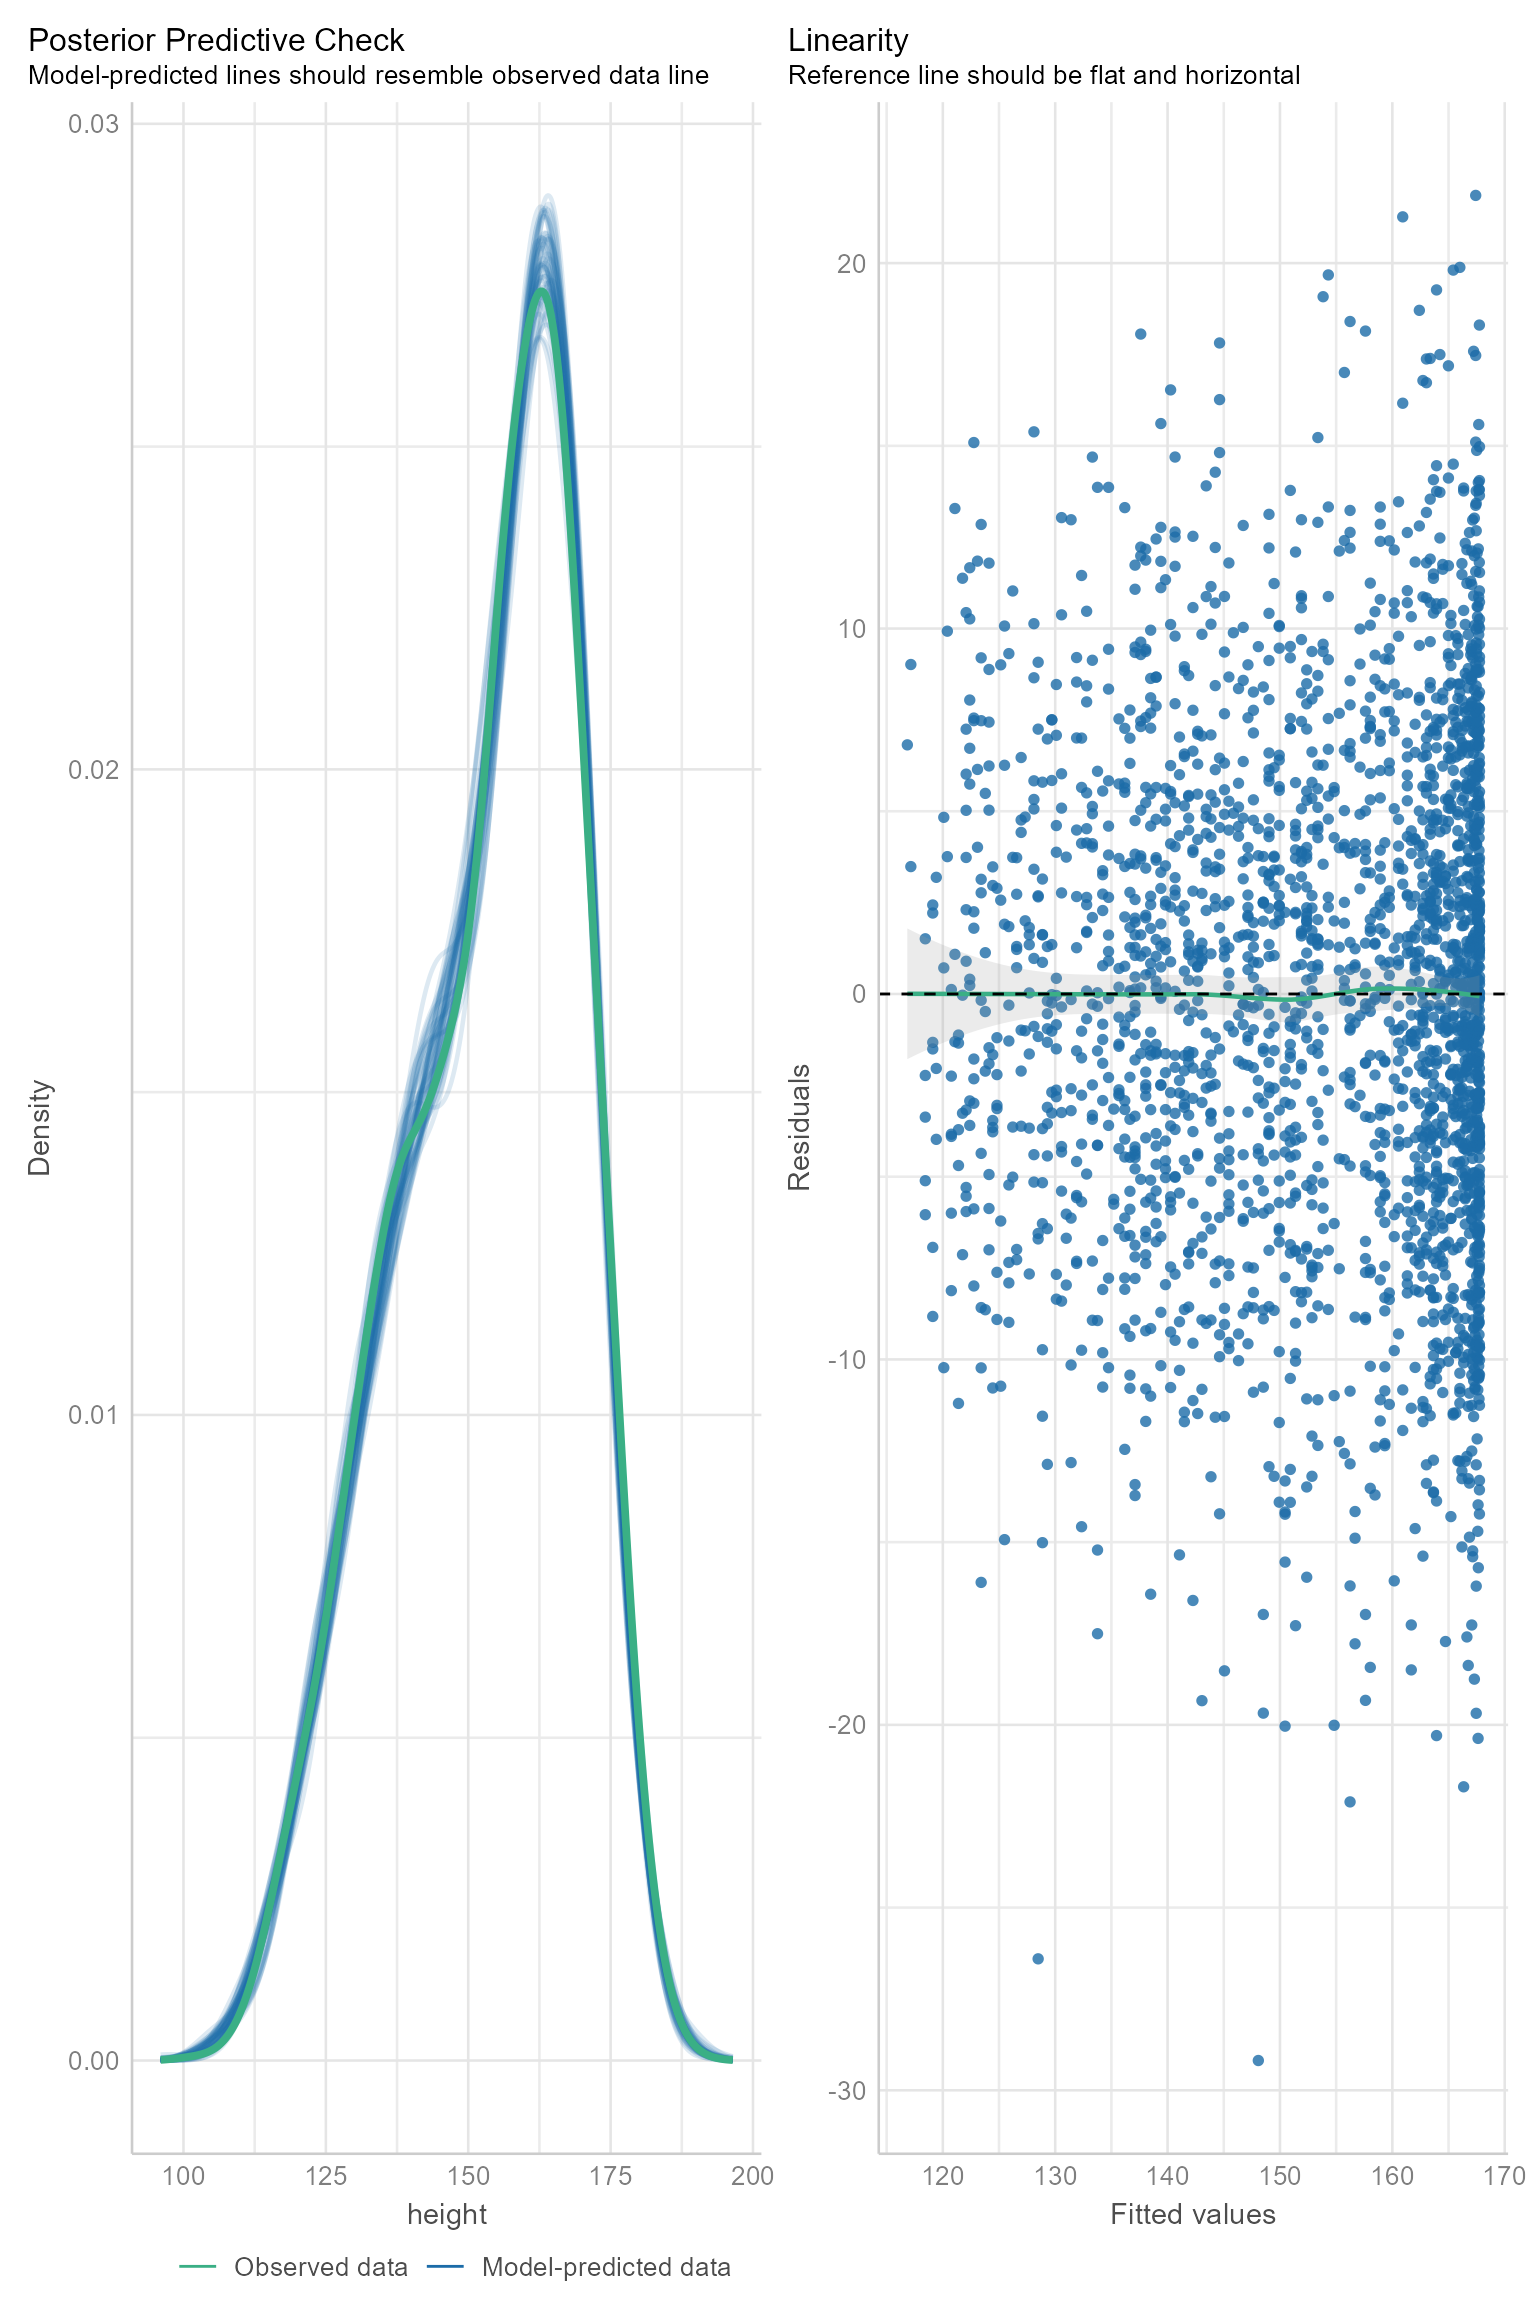 Posterior Predictive Check
Model-predicted lines should resemble observed data line
0.03
0.02
0.01
0.00
Density
100 125 150 175 200
height
Observed data Model-predicted data
Linearity
Reference line should be flat and horizontal
20
10
0
-10
-20
-30
Residuals
120 130 140 150 160 170
Fitted values